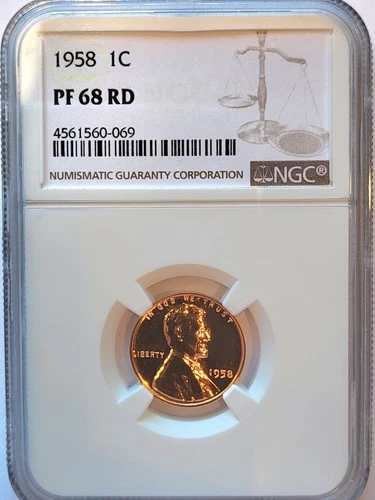 1958 1C
PF 68 RD
4561560-069
NUMISMATIC GUARANTY CORPORATION
NGC®
IN GOD WE TRUST
LIBERTY
1958